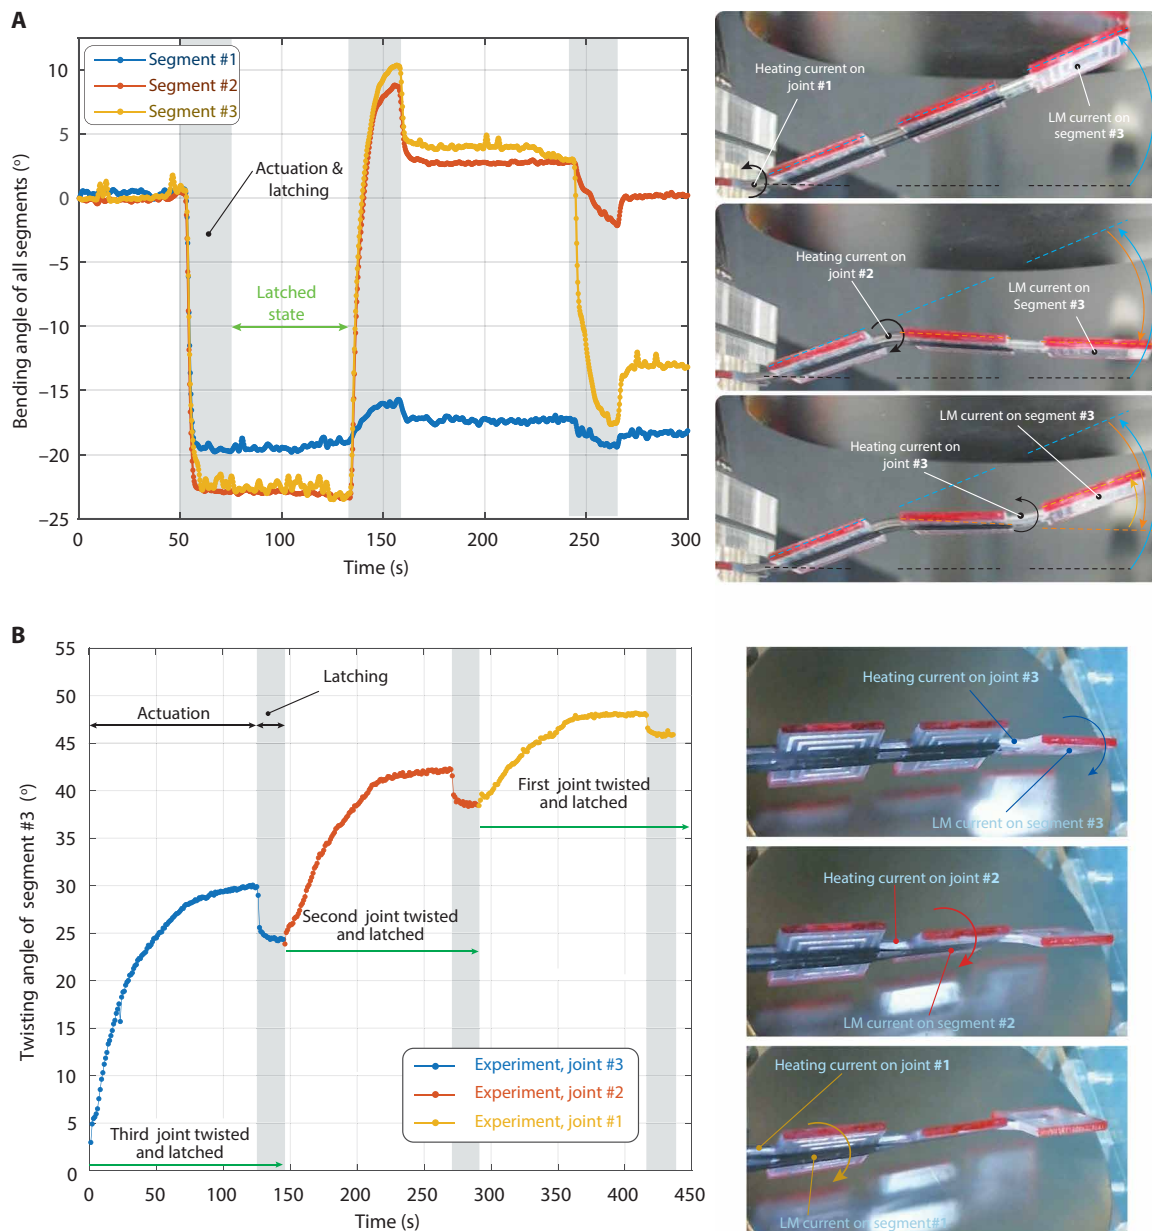 A
Bending angle of all segments (°)
10
5
0
−5
−10
−15
−20
−25
Segment #1
Segment #2
Segment #3
Actuation &
latching
Latched
state
0
50
100
150
200
250
300
Time (s)
Heating current on
joint #1
LM current on
segment #3
Heating current on
joint #2
LM current on
Segment #3
LM current on segment #3
Heating current on
joint #3
B
Twisting angle of segment #3 (°)
55
50
45
40
35
30
25
20
15
10
5
0
Latching
Actuation
First joint twisted
and latched
Second joint twisted
and latched
Third joint twisted
and latched
Experiment, joint #3
Experiment, joint #2
Experiment, joint #1
0
50
100
150
200
250
300
350
400
450
Time (s)
Heating current on joint #3
LM current on segment #3
Heating current on joint #2
LM current on segment #2
Heating current on joint #1
LM current on segment#1